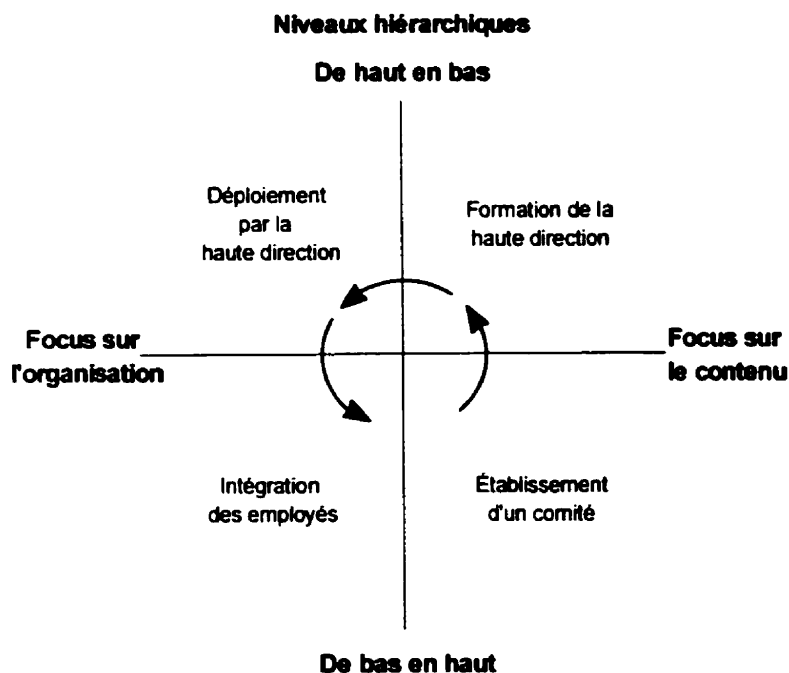 Niveaux hiérarchiques
De haut en bas
Déploiement
par la
haute direction
Formation de la
haute direction
Focus sur
l'organisation
Focus sur
le contenu
Intégration
des employés
Établissement
d'un comité
De bas en haut